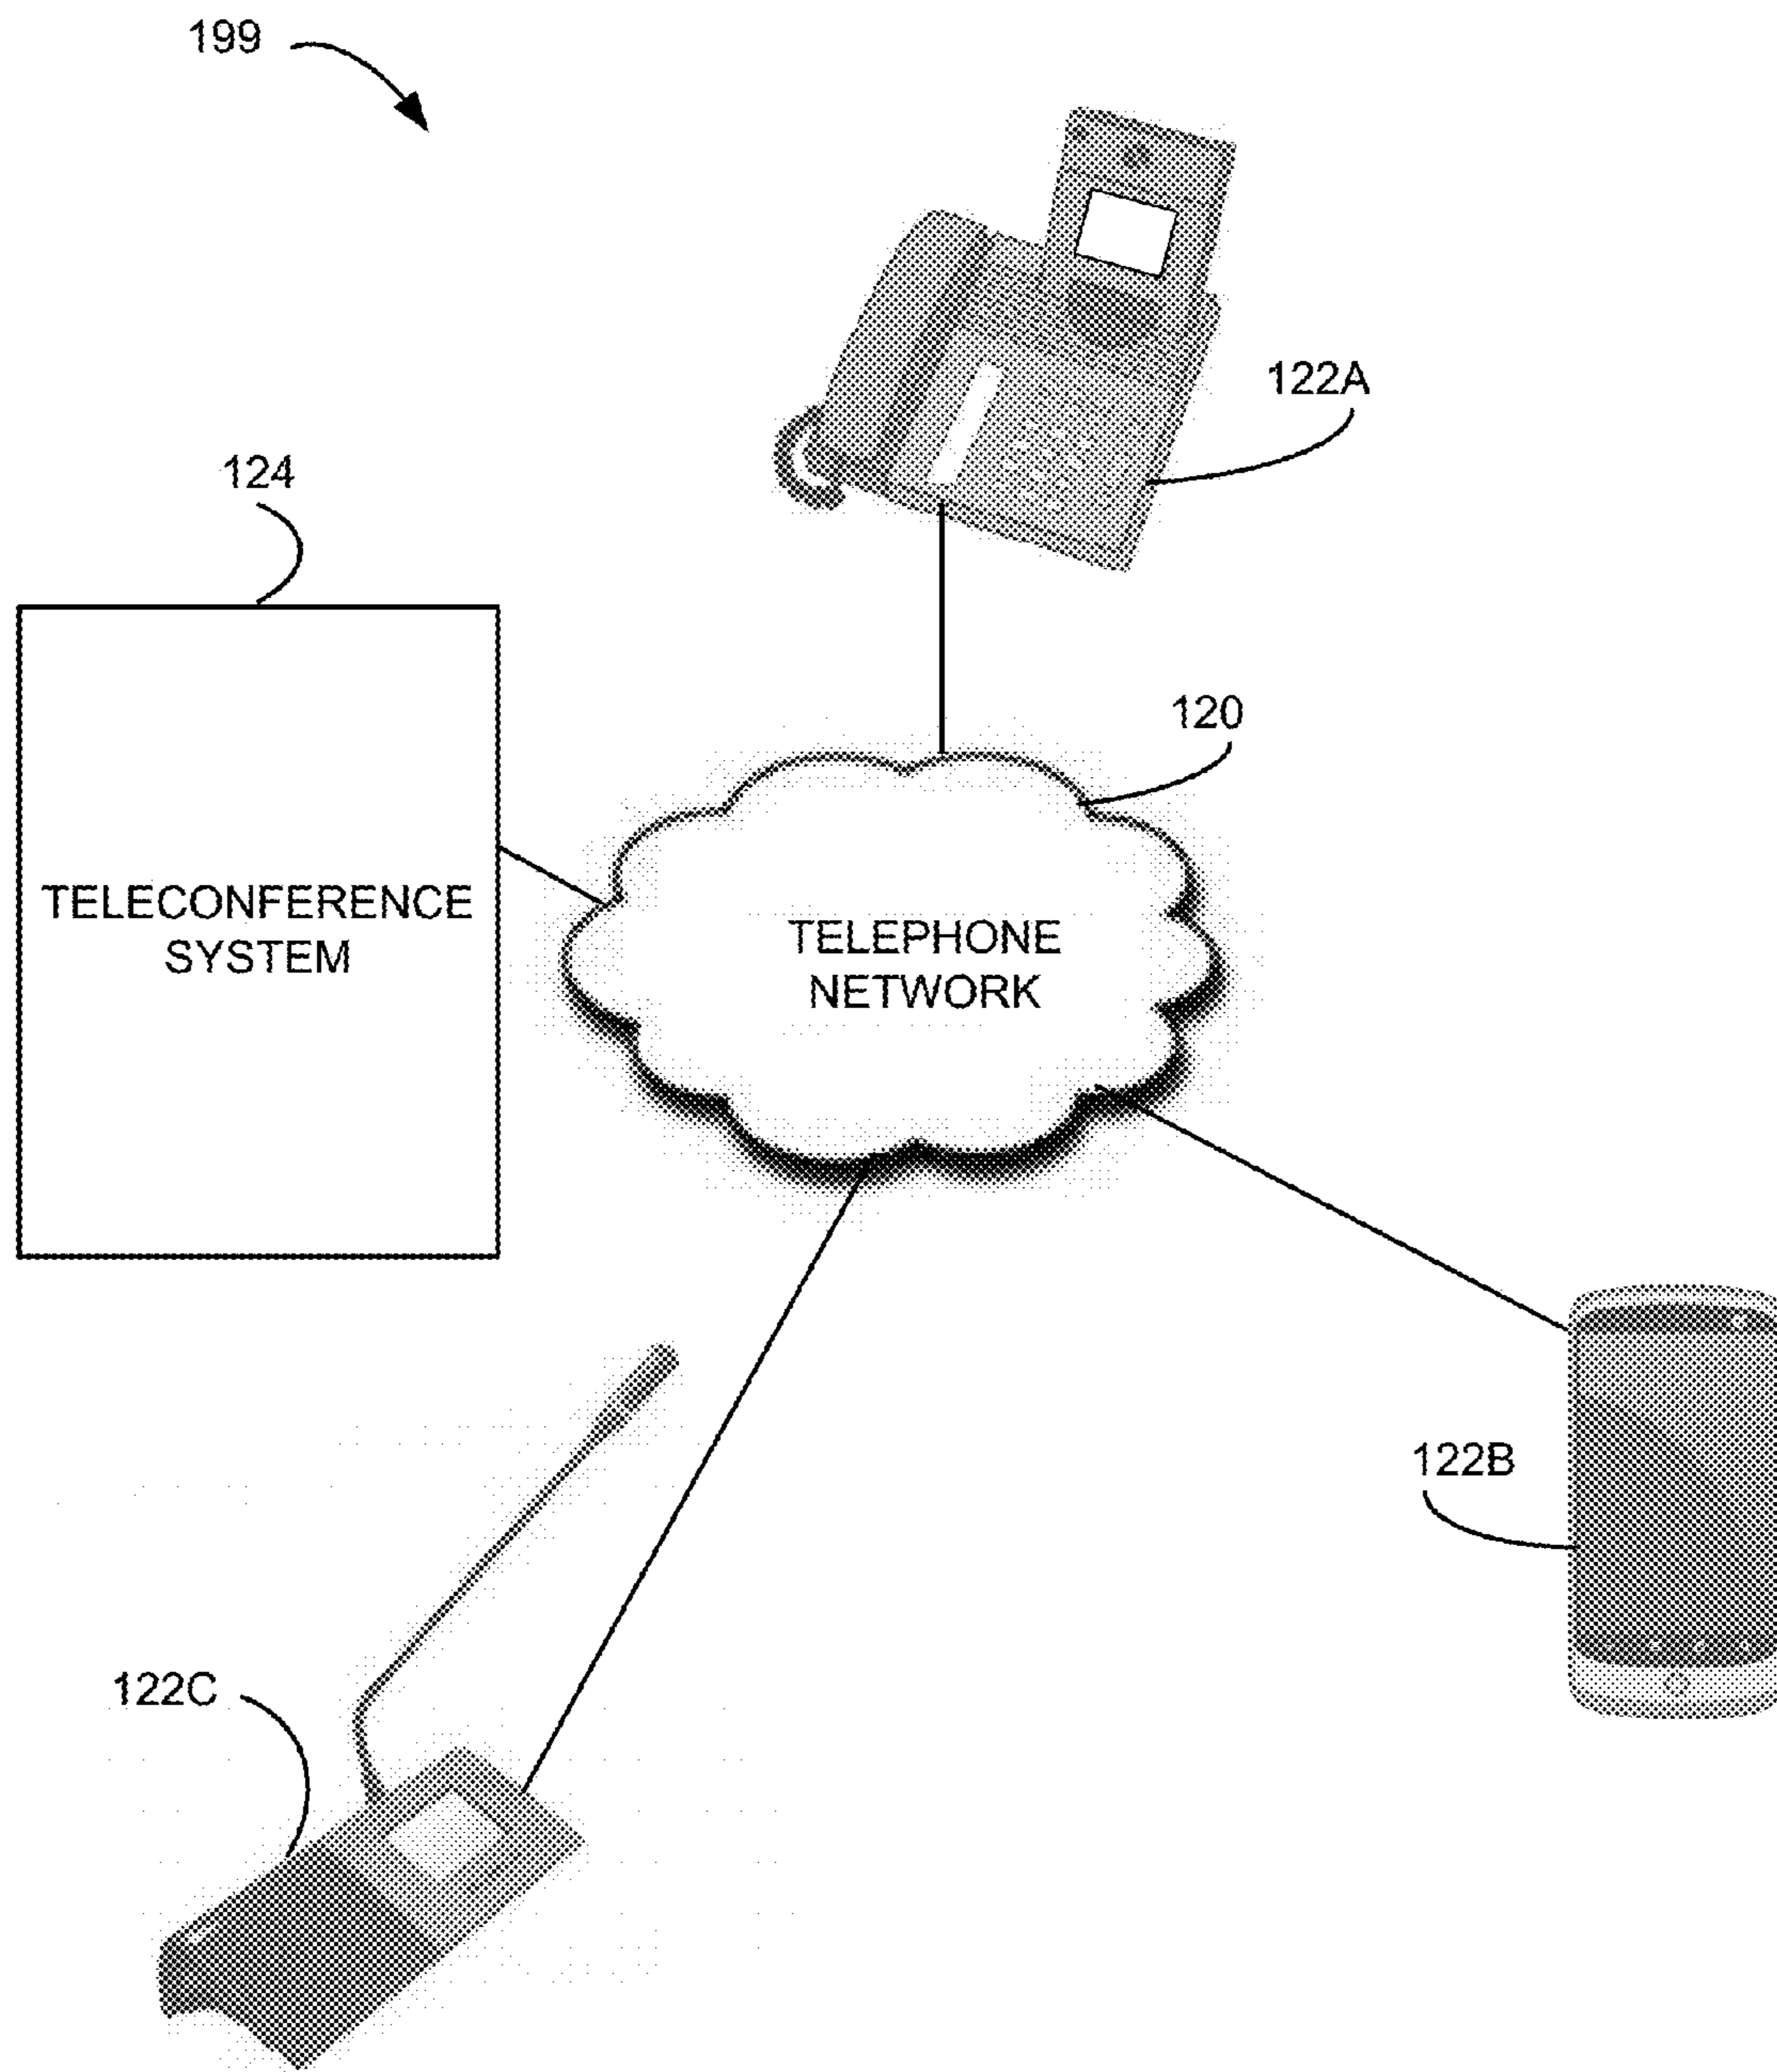 199
122A
124
120
TELECONFERENCE
SYSTEM
TELEPHONE
NETWORK
122B
122C